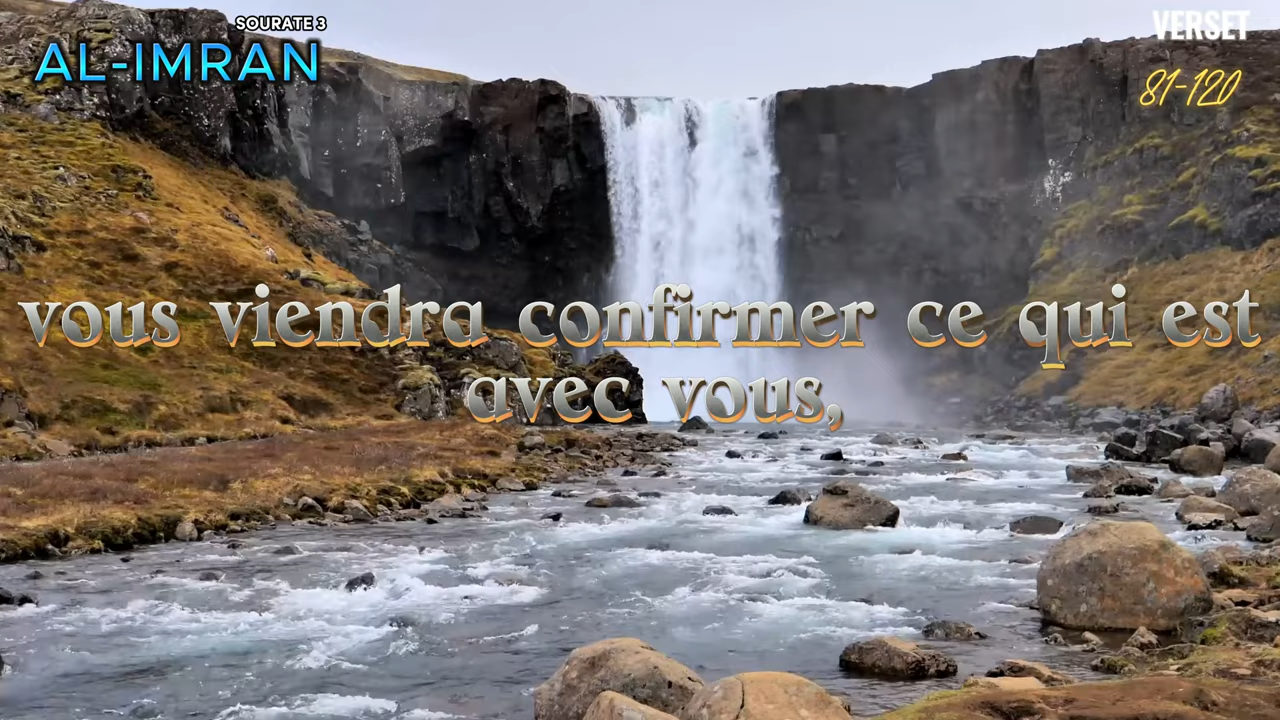 SOURATE 3
AL-IMRAN
VERSET
81-120
vous viendra confirmer ce qui est
avec vous,